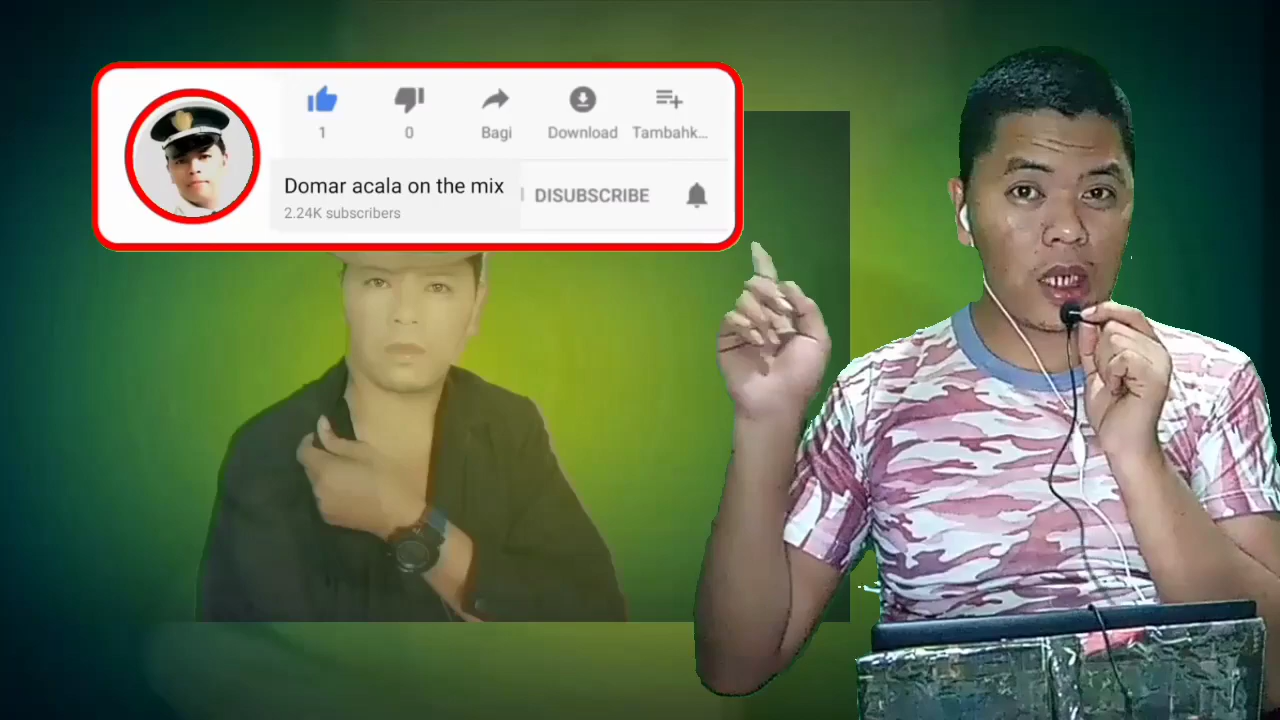 1
0
Bagi
Download
Tambahk...
Domar acala on the mix
DISUBSCRIBE
2.24K subscribers